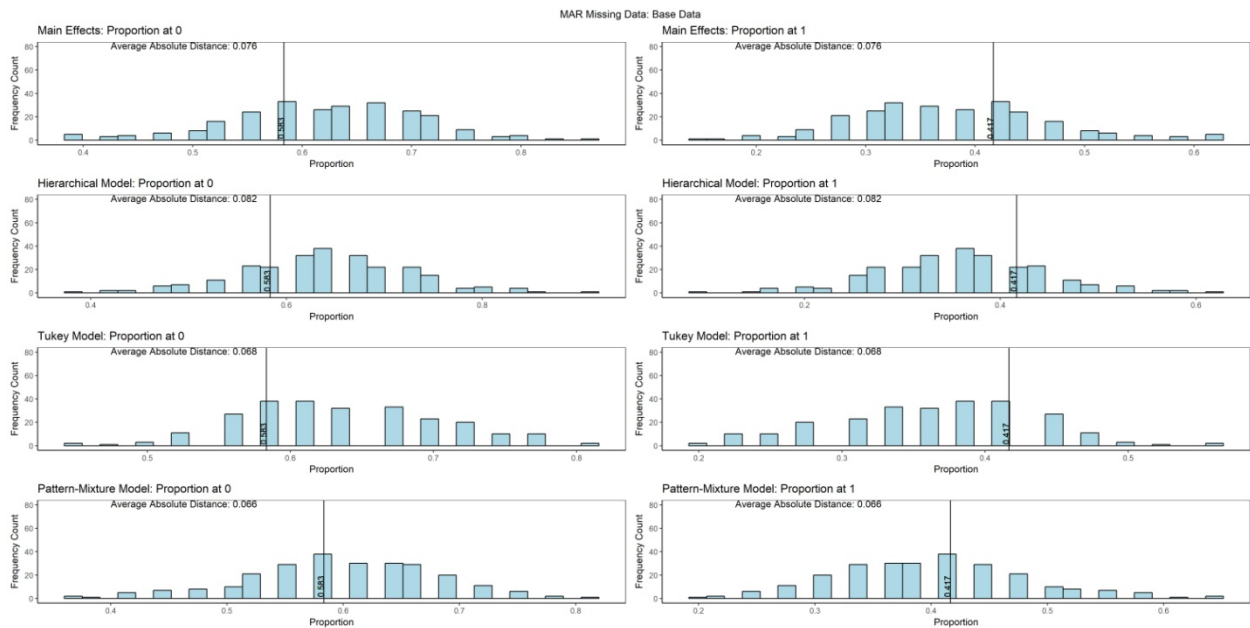 MAR Missing Data: Base Data
Main Effects: Proportion at 0
Average Absolute Distance: 0.076
Frequency Count
80
60
40
20
0
0.583
0.4 0.5 0.6 0.7 0.8
Proportion
Main Effects: Proportion at 1
Average Absolute Distance: 0.076
Frequency Count
80
60
40
20
0
0.417
0.2 0.3 0.4 0.5 0.6
Proportion
Hierarchical Model: Proportion at 0
Average Absolute Distance: 0.082
Frequency Count
80
60
40
20
0
0.583
0.4 0.6 0.8
Proportion
Hierarchical Model: Proportion at 1
Average Absolute Distance: 0.082
Frequency Count
80
60
40
20
0
0.417
0.2 0.4 0.6
Proportion
Tukey Model: Proportion at 0
Average Absolute Distance: 0.068
Frequency Count
80
60
40
20
0
0.583
0.5 0.6 0.7 0.8
Proportion
Tukey Model: Proportion at 1
Average Absolute Distance: 0.068
Frequency Count
80
60
40
20
0
0.417
0.2 0.3 0.4 0.5
Proportion
Pattern-Mixture Model: Proportion at 0
Average Absolute Distance: 0.066
Frequency Count
80
60
40
20
0
0.583
0.4 0.5 0.6 0.7 0.8
Proportion
Pattern-Mixture Model: Proportion at 1
Average Absolute Distance: 0.066
Frequency Count
80
60
40
20
0
0.417
0.2 0.3 0.4 0.5 0.6
Proportion